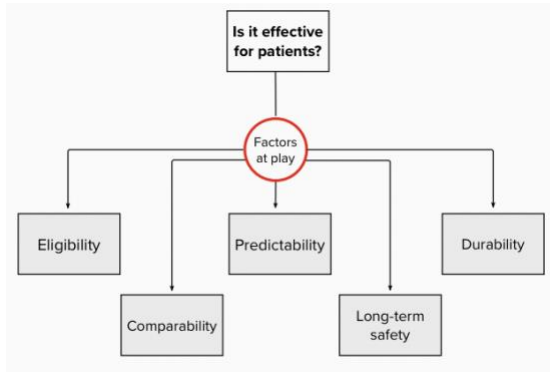 Is it effective
for patients?
Factors
at play
Eligibility
Predictability
Durability
Comparability
Long-term
safety